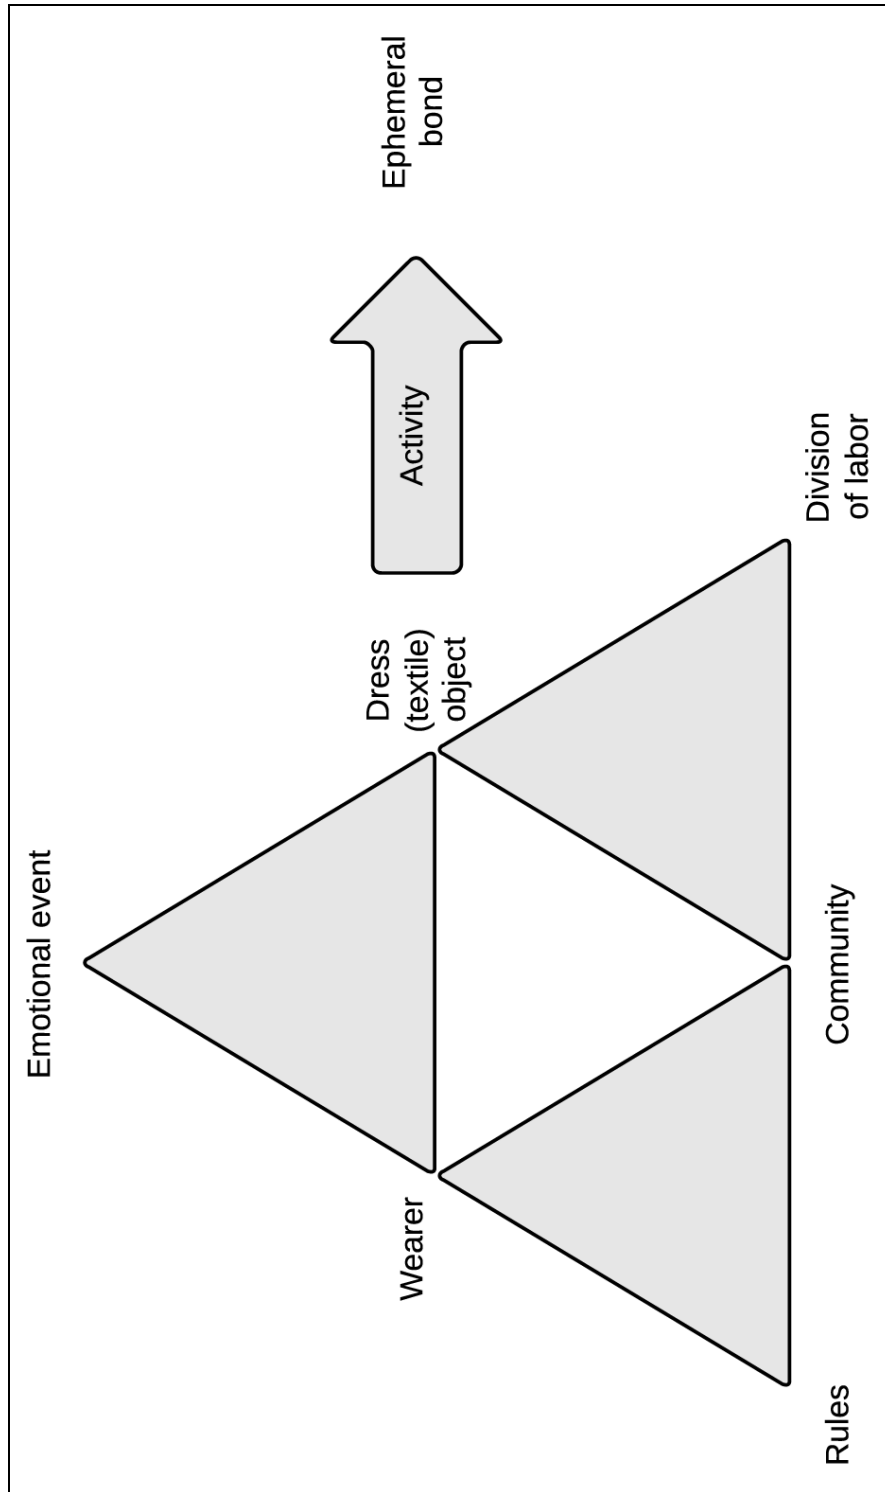 Emotional event
Wearer
Dress
(textile)
object
Activity
Ephemeral
bond
Rules
Community
Division
of labor